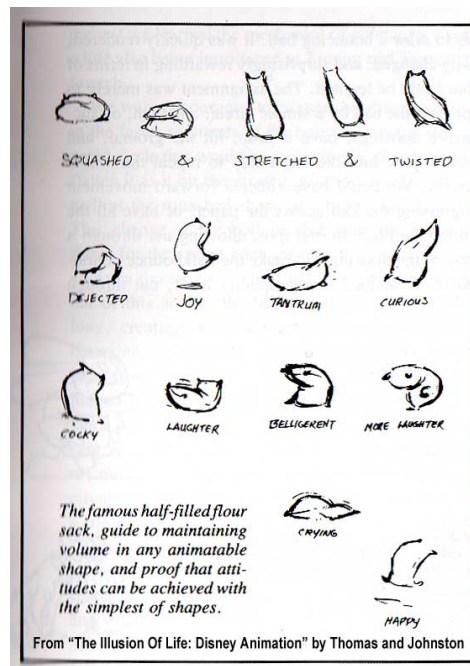 SQUASHED & STRETCHED & TWISTED
DEJECTED JOY TANTRUM CURIOUS
COCKY LAUGHTER BELLIGERENT MORE LAUGHTER
CRYING
The famous half-filled flour
sack, guide to maintaining
volume in any animatable
shape, and proof that atti-
tudes can be achieved with
the simplest of shapes.
HAPPY
From "The Illusion Of Life: Disney Animation" by Thomas and Johnston